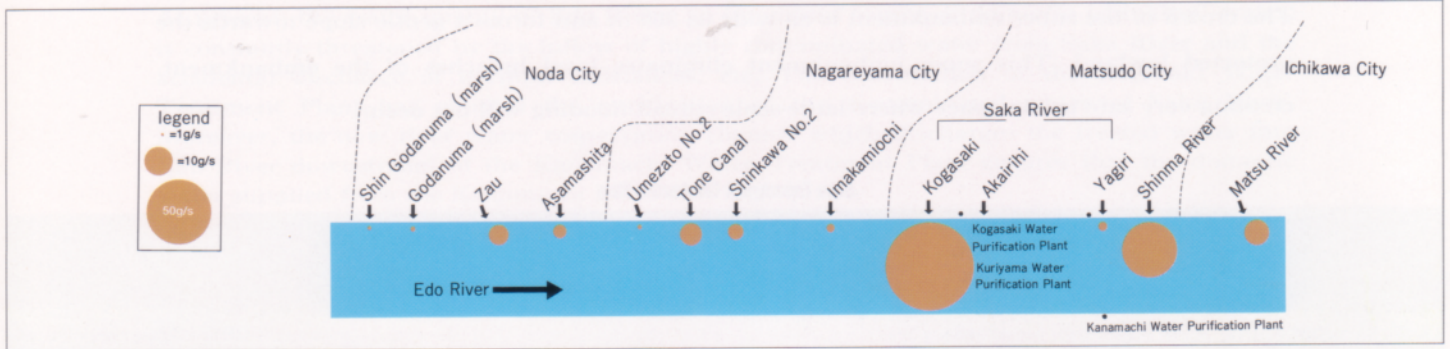 legend
=1g/s
=10g/s
50g/s
Noda City
Nagareyama City
Matsudo City
Ichikawa City
Saka River
Shin Godanuma (marsh)
Godanuma (marsh)
Zau
Asamashita
Umezato No.2
Tone Canal
Shinkawa No.2
Imakamiochi
Kogasaki
Akairihi
Yagiri
Shinma River
Matsu River
Kogasaki Water
Purification Plant
Kuriyama Water
Purification Plant
Edo River
Kanamachi Water Purification Plant